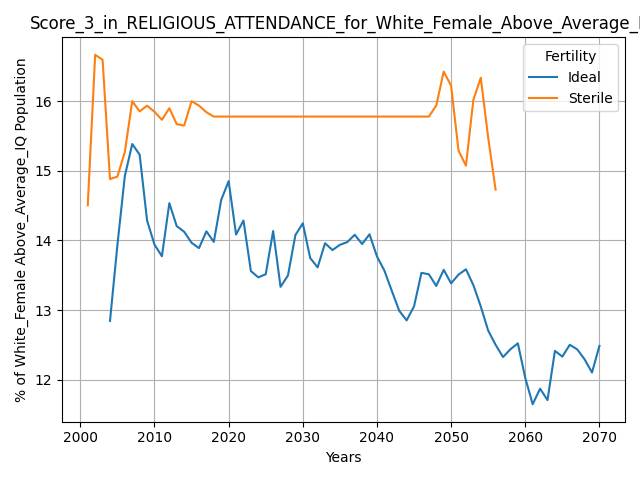 Score_3_in_RELIGIOUS_ATTENDANCE_for_White_Female_Above_Average_I
Fertility
Ideal
Sterile
% of White_Female Above_Average_IQ Population
16
15
14
13
12
2000 2010 2020 2030 2040 2050 2060 2070
Years